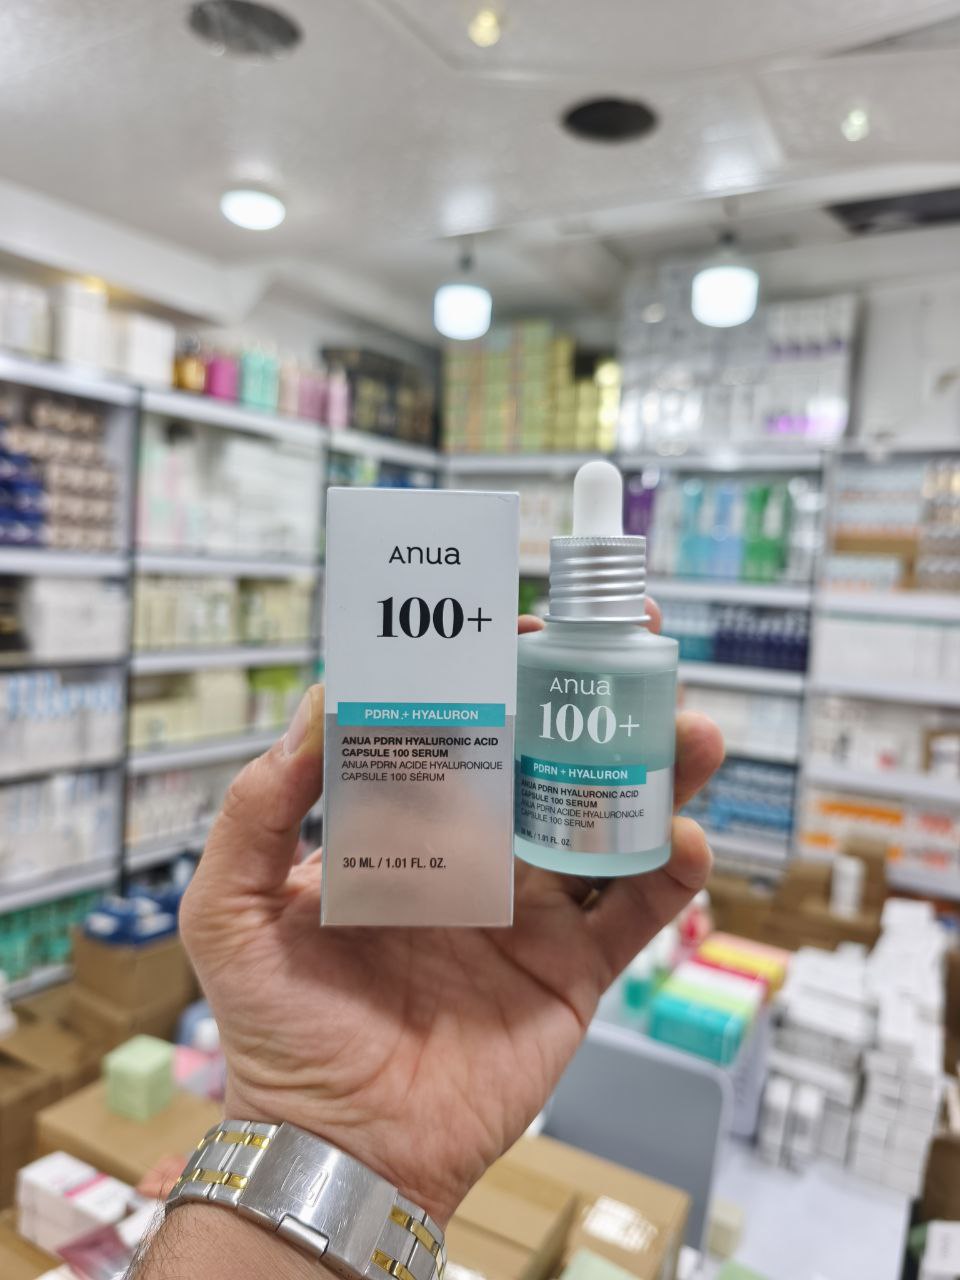 Anua
100+
PDRN + HYALURON
ANUA PDRN HYALURONIC ACID
CAPSULE 100 SERUM
ANUA PDRN ACIDE HYALURONIQUE
CAPSULE 100 SÉRUM
30 ML / 1.01 FL. OZ.
Anua
100+
PDRN + HYALURON
ANUA PDRN HYALURONIC ACID
CAPSULE 100 SERUM
ANUA PDRN ACIDE HYALURONIQUE
CAPSULE 100 SÉRUM
30 ML / 1.01 FL. OZ.